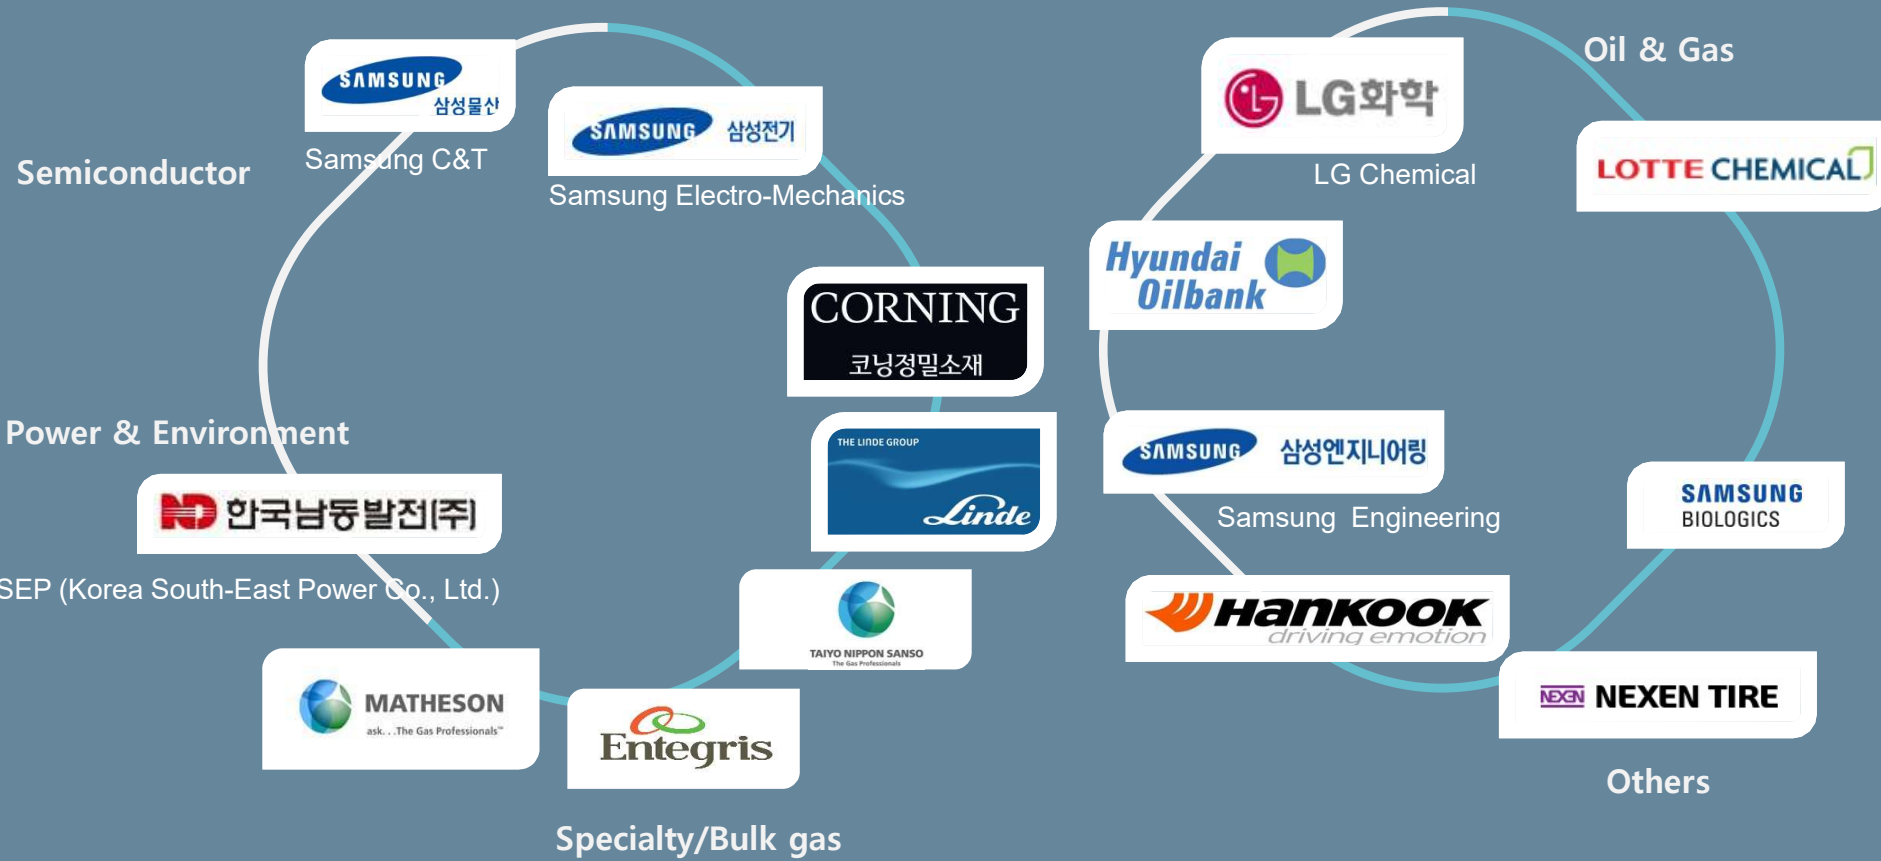 Semiconductor
SAMSUNG
삼성물산
Samsung C&T
SAMSUNG 삼성전기
Samsung Electro-Mechanics
CORNING
코닝정밀소재
Power & Environment
ND 한국남동발전(주)
SEP (Korea South-East Power Co., Ltd.)
THE LINDE GROUP
Linde
TAIYO NIPPON SANSO
The Gas Professionals
MATHESON
ask. . .The Gas Professionals™
Entegris
Specialty/Bulk gas
Oil & Gas
LG화학
LG Chemical
LOTTE CHEMICAL
Hyundai
Oilbank
SAMSUNG 삼성엔지니어링
Samsung Engineering
SAMSUNG
BIOLOGICS
Hankook
driving emotion
NEXEN NEXEN TIRE
Others